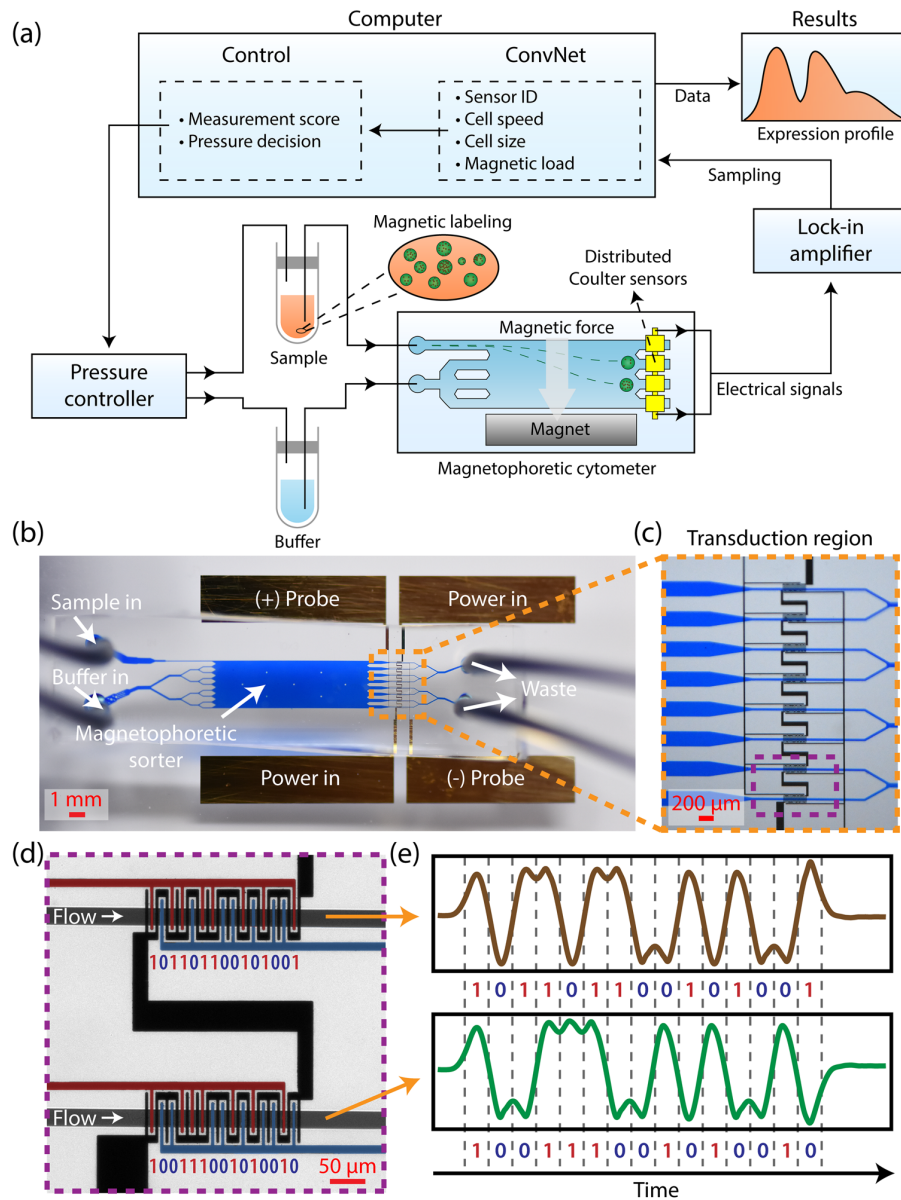 (a)
Computer
Control
ConvNet
• Measurement score
• Pressure decision
• Sensor ID
• Cell speed
• Cell size
• Magnetic load
Data
Results
Expression profile
Sampling
Lock-in
amplifier
Magnetic labeling
Sample
Distributed
Coulter sensors
Magnetic force
Magnet
Magnetophoretic cytometer
Electrical signals
Pressure
controller
Buffer
(b)
(+) Probe
Power in
Sample in
Buffer in
Magnetophoretic
sorter
Waste
Power in
(-) Probe
1 mm
(c)
Transduction region
200 µm
(d)
Flow
101101100101001
Flow
100111001010010
50 µm
(e)
1 0 1 1 0 1 1 0 0 1 0 1 0 0 1
1 0 0 1 1 1 0 0 1 0 1 0 0 1 0
Time